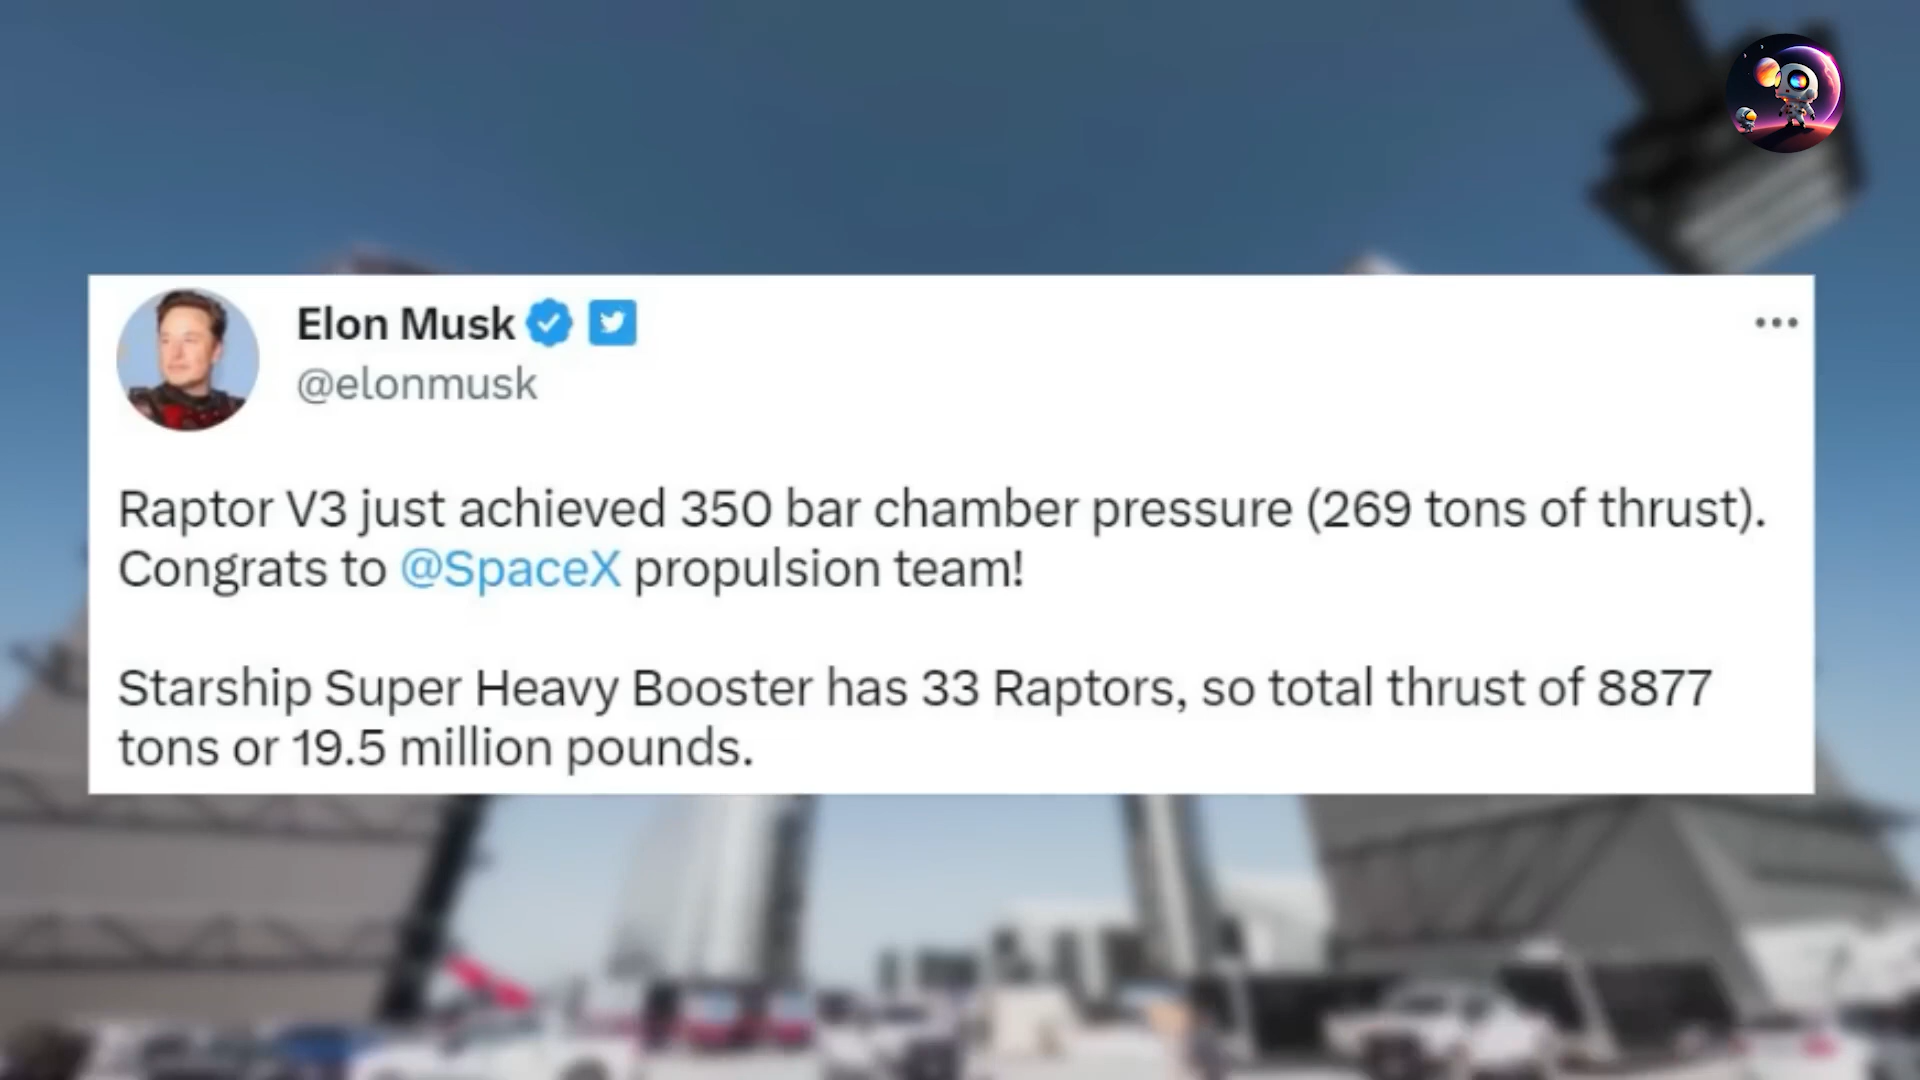 Elon Musk
@elonmusk
Raptor V3 just achieved 350 bar chamber pressure (269 tons of thrust).
Congrats to @SpaceX propulsion team!
Starship Super Heavy Booster has 33 Raptors, so total thrust of 8877
tons or 19.5 million pounds.